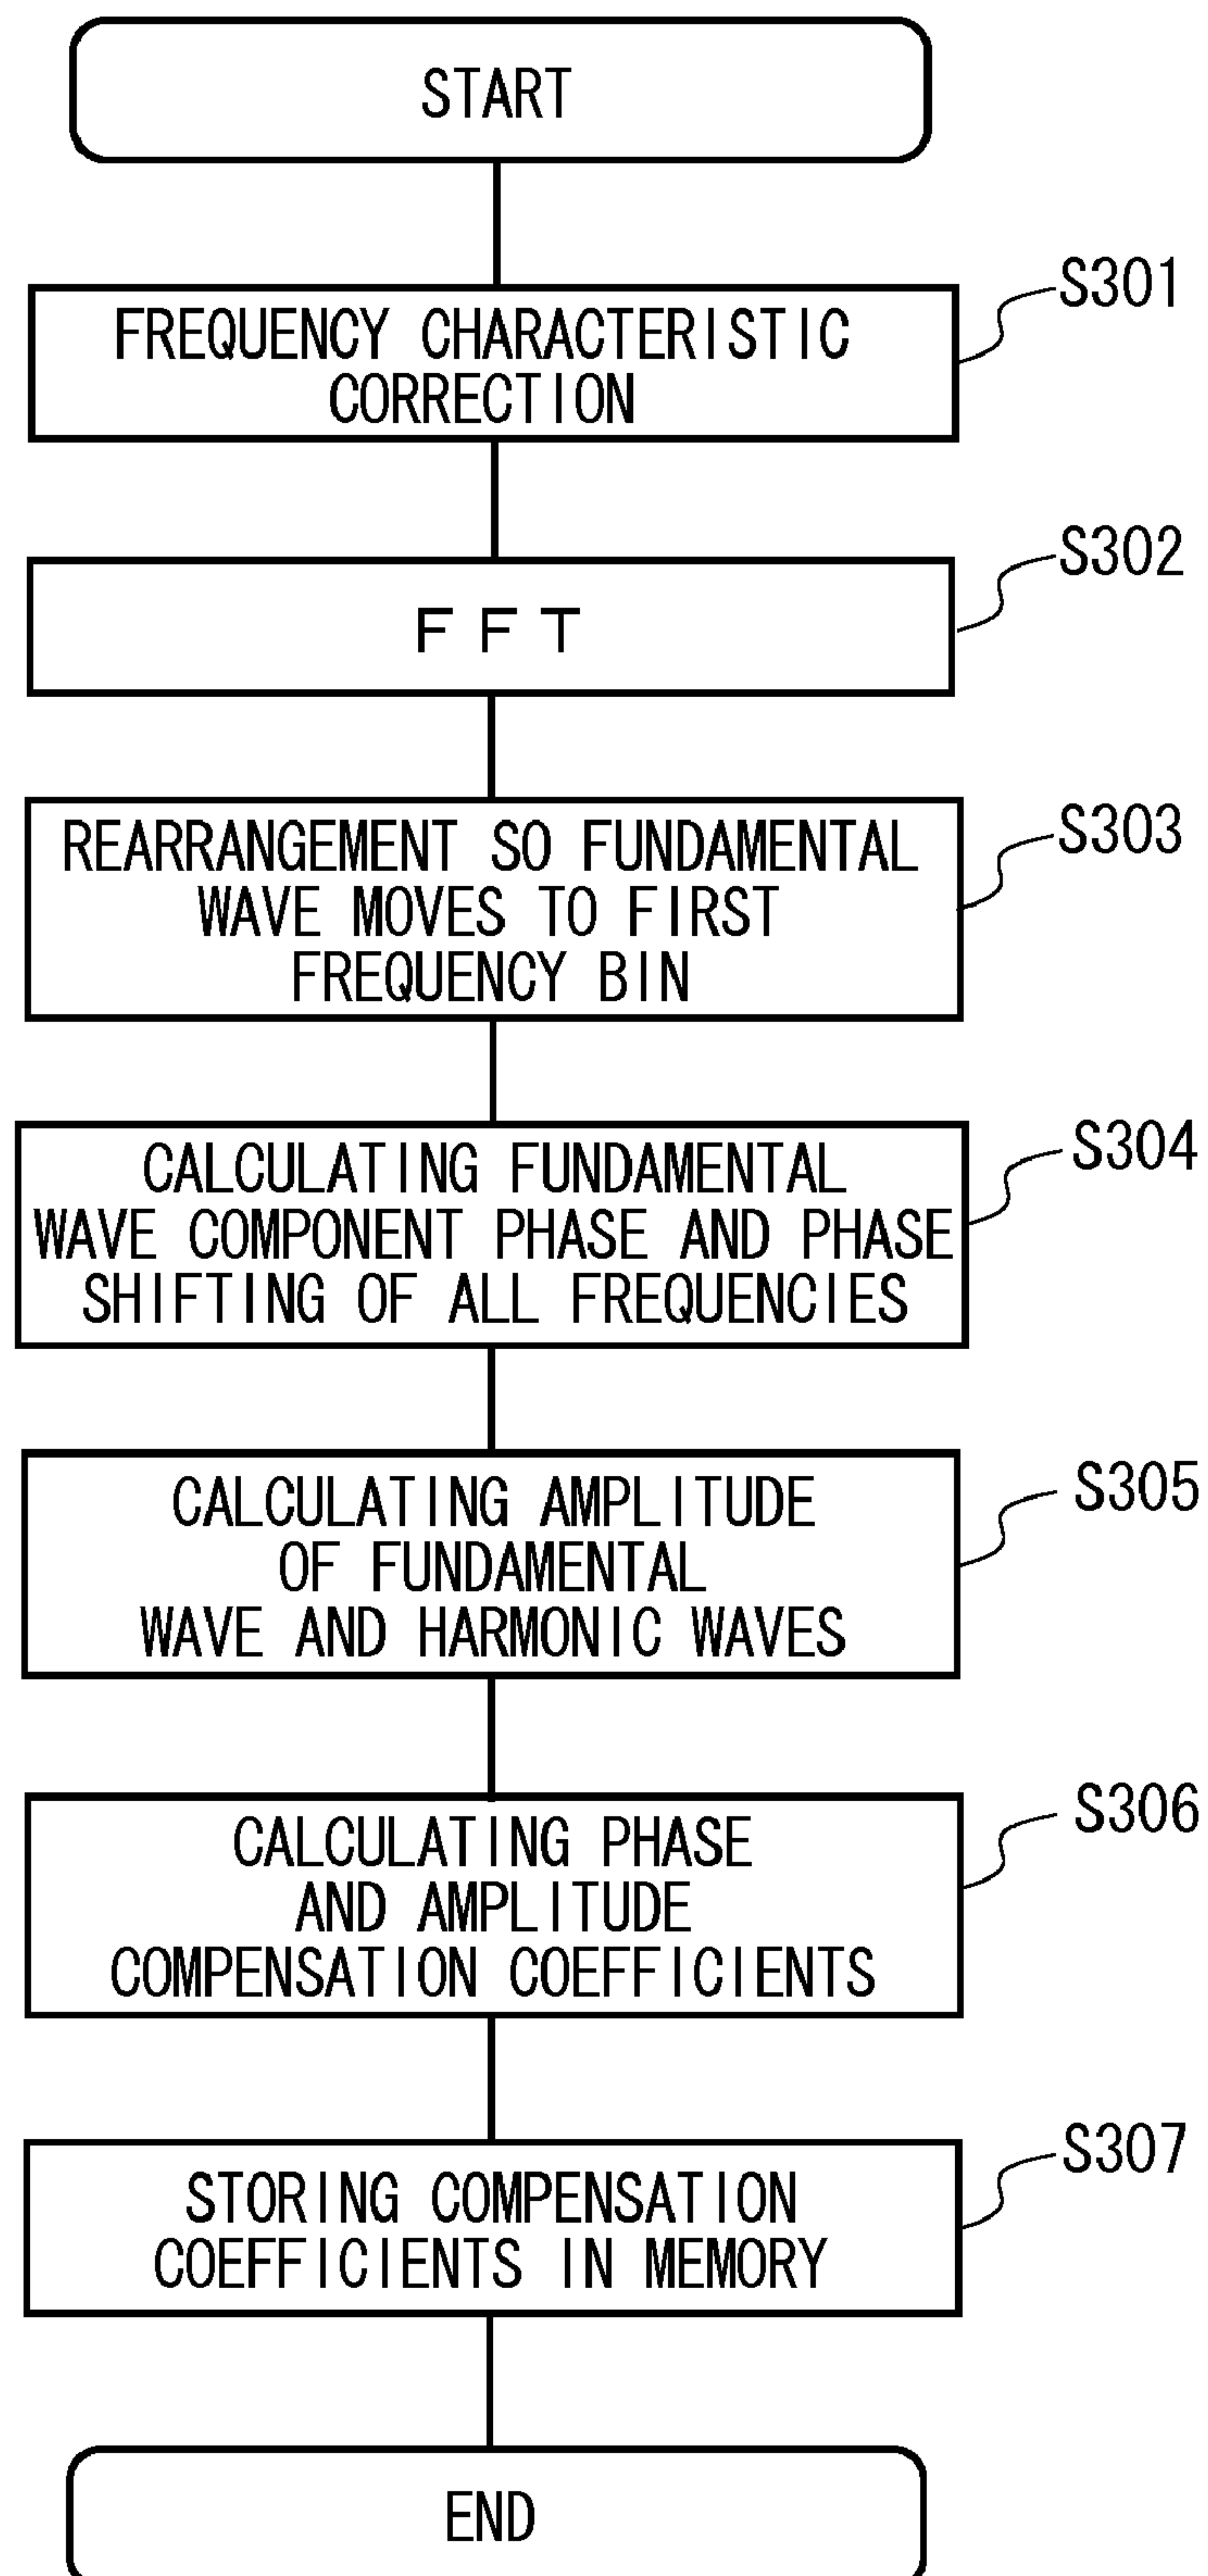 START
S301
FREQUENCY CHARACTERISTIC
CORRECTION
S302
FFT
S303
REARRANGEMENT SO FUNDAMENTAL
WAVE MOVES TO FIRST
FREQUENCY BIN
S304
CALCULATING FUNDAMENTAL
WAVE COMPONENT PHASE AND PHASE
SHIFTING OF ALL FREQUENCIES
S305
CALCULATING AMPLITUDE
OF FUNDAMENTAL
WAVE AND HARMONIC WAVES
S306
CALCULATING PHASE
AND AMPLITUDE
COMPENSATION COEFFICIENTS
S307
STORING COMPENSATION
COEFFICIENTS IN MEMORY
END